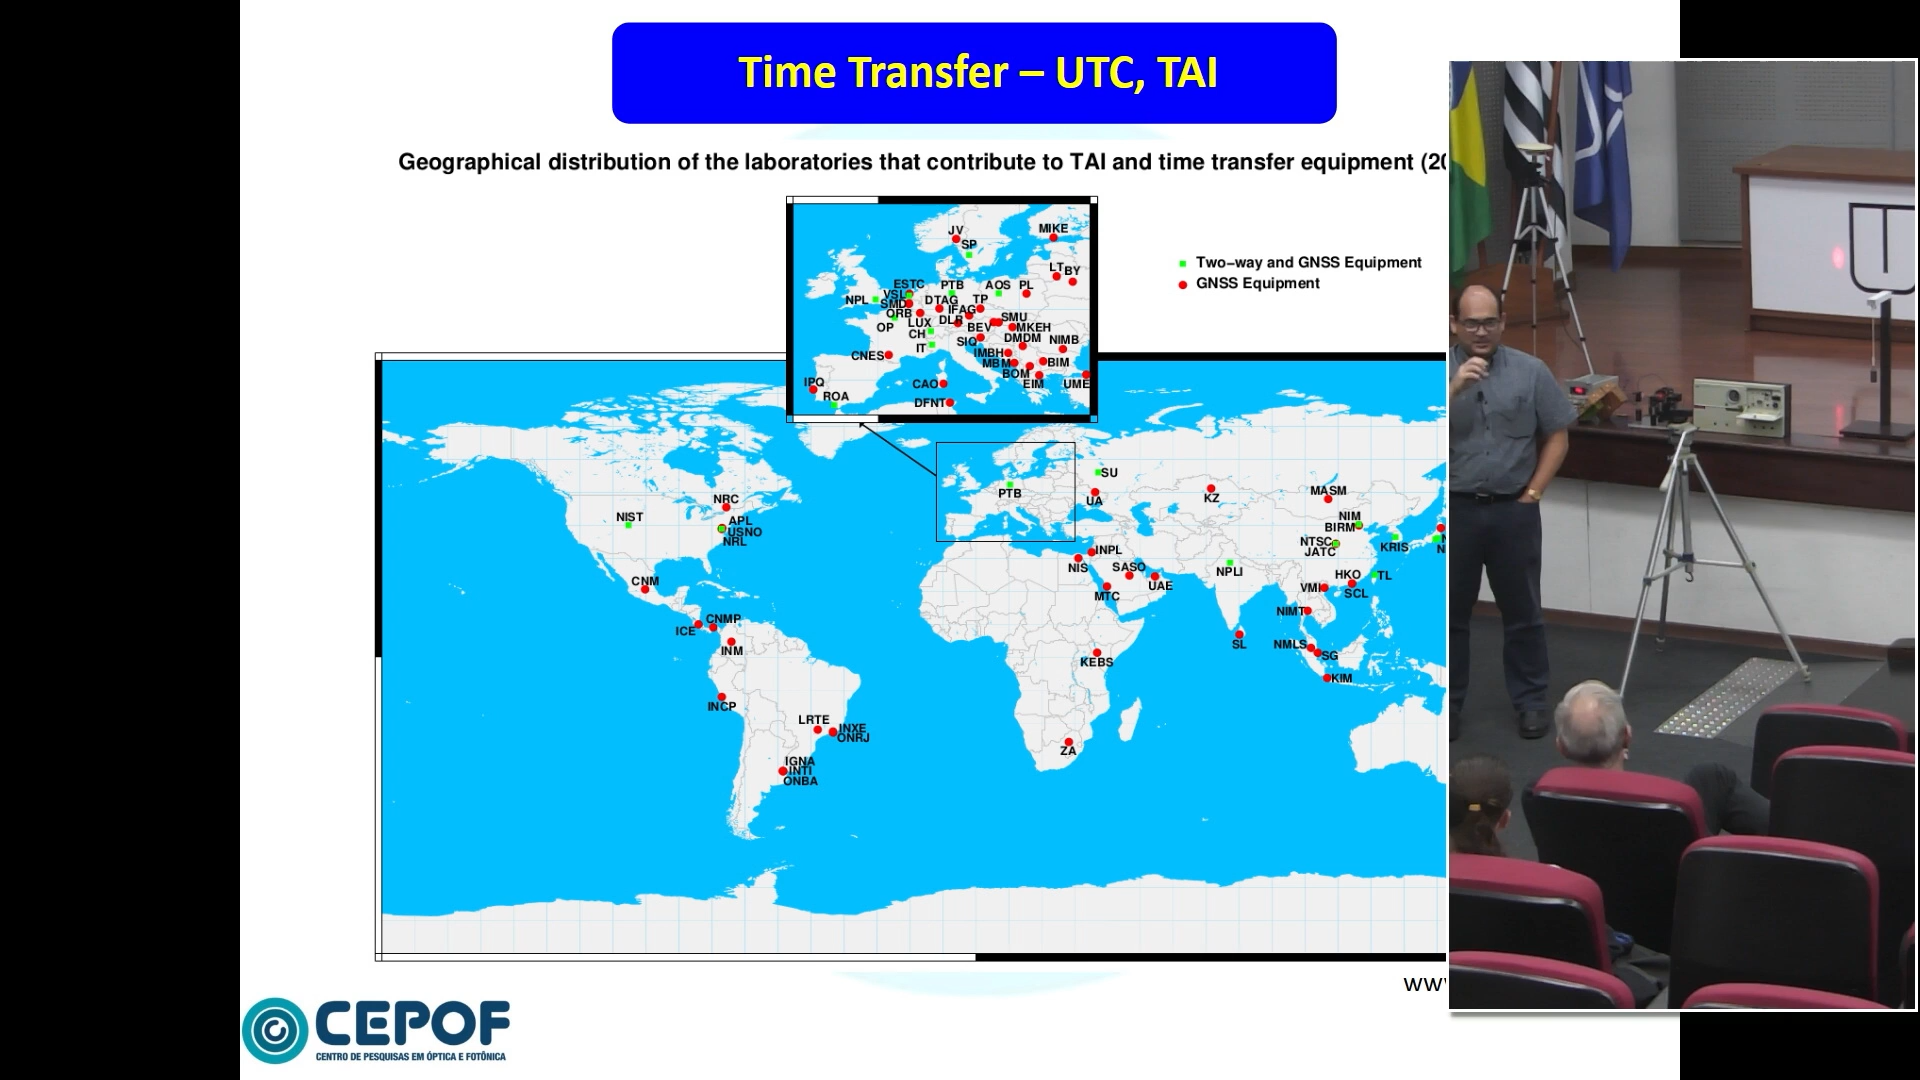 Time Transfer – UTC, TAI
Geographical distribution of the laboratories that contribute to TAI and time transfer equipment (20
Two−way and GNSS Equipment
GNSS Equipment
JV
SP
MIKE
LT
BY
ESTC
PTB
AOS
PL
VSL
NPL
SMD
DTAG
TP
ORB
IFAG
LUX
DLR
SMU
OP
BEV
MKEH
CH
DMDM
NIMB
IT
SIQ
CNES
IMBH
MBM
BIM
BOM
IPQ
CAO
EIM
UME
ROA
DFNT
SU
PTB
UA
KZ
MASM
NRC
NIST
APL
USNO
NRL
NIM
BIRM
NTSC
JATC
KRIS
INPL
NIS
SASO
MTC
UAE
NPLI
HKO
TL
VMI
SCL
CNM
NIMT
ICE
CNMP
INM
SL
NMLS
SG
KEBS
KIM
INCP
LRTE
INXE
ONRJ
ZA
IGNA
INTI
ONBA
CEPOF
CENTRO DE PESQUISAS EM ÓPTICA E FOTÔNICA